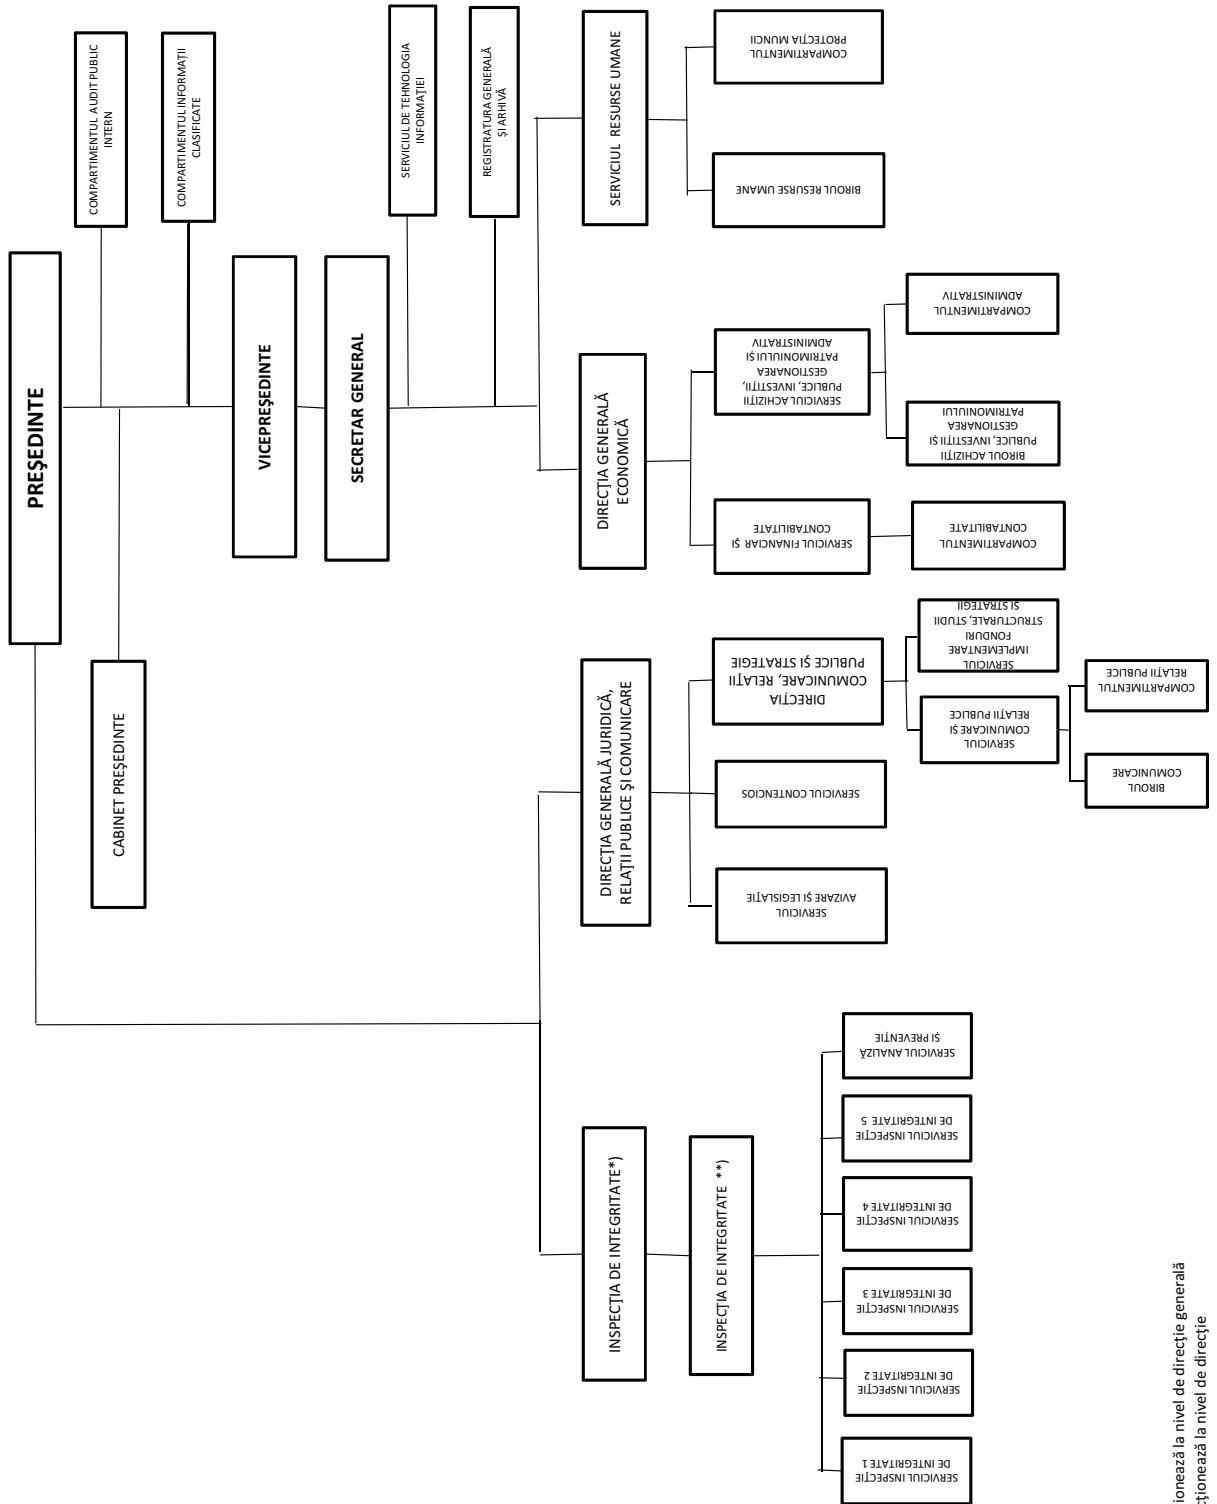 PREŞEDINTE
COMPARTIMENTUL AUDIT PUBLIC
INTERN
COMPARTIMENTUL INFORMAŢII
CLASIFICATE
CABINET PREŞEDINTE
VICEPREŞEDINTE
SECRETAR GENERAL
SERVICIUL DE TEHNOLOGIA
INFORMAŢIEI
REGISTRATURA GENERALĂ
ŞI ARHIVĂ
INSPECŢIA DE INTEGRITATE*)
INSPECŢIA DE INTEGRITATE **)
SERVICIUL INSPECŢIE
DE INTEGRITATE 1
SERVICIUL INSPECŢIE
DE INTEGRITATE 2
SERVICIUL INSPECŢIE
DE INTEGRITATE 3
SERVICIUL INSPECŢIE
DE INTEGRITATE 4
SERVICIUL INSPECŢIE
DE INTEGRITATE 5
SERVICIUL ANALIZĂ
ŞI PREVENŢIE
DIRECŢIA GENERALĂ JURIDICĂ,
RELAŢII PUBLICE ŞI COMUNICARE
SERVICIUL
AVIZARE ŞI LEGISLAŢIE
SERVICIUL CONTENCIOS
DIRECŢIA
COMUNICARE, RELAŢII
PUBLICE ŞI STRATEGIE
SERVICIUL
COMUNICARE ŞI
RELAŢII PUBLICE
SERVICIUL
IMPLEMENTARE
FONDURI
STRUCTURALE, STUDII
SI STRATEGII
BIROUL
COMUNICARE
COMPARTIMENTUL
RELAŢII PUBLICE
DIRECŢIA GENERALĂ
ECONOMICĂ
SERVICIUL FINANCIAR ŞI
CONTABILITATE
COMPARTIMENTUL
CONTABILITATE
SERVICIUL ACHIZIŢII
PUBLICE, INVESTIŢII,
GESTIONAREA
PATRIMONIULUI ŞI
ADMINISTRATIV
BIROUL ACHIZIŢII
PUBLICE, INVESTIŢII ŞI
GESTIONAREA
PATRIMONIULUI
COMPARTIMENTUL
ADMINISTRATIV
SERVICIUL RESURSE UMANE
BIROUL RESURSE UMANE
COMPARTIMENTUL
PROTECŢIA MUNCII
la nivel de direcţie generală
la nivel de direcţie